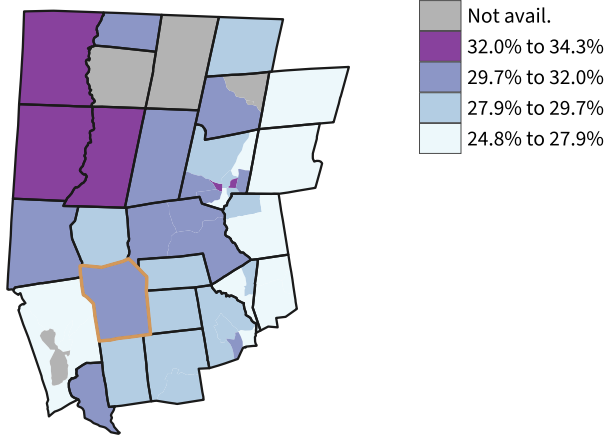 Not avail.
32.0% to 34.3%
29.7% to 32.0%
27.9% to 29.7%
24.8% to 27.9%